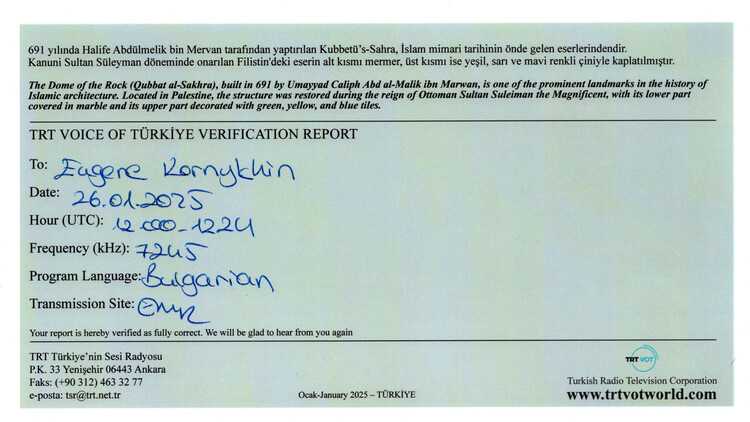 691 yılında Halife Abdülmelik bin Mervan tarafından yaptırılan Kubbetü's-Sahra, İslam mimari tarihinin önde gelen eserlerindendir.
Kanuni Sultan Süleyman döneminde onarılan Filistin'deki eserin alt kısmı mermer, üst kısmı ise yeşil, sarı ve mavi renkli çiniyle kaplatılmıştır.
The Dome of the Rock (Qubbat al-Sakhra), built in 691 by Umayyad Caliph Abd al-Malik ibn Marwan, is one of the prominent landmarks in the history of
Islamic architecture. Located in Palestine, the structure was restored during the reign of Ottoman Sultan Suleiman the Magnificent, with its lower part
covered in marble and its upper part decorated with green, yellow, and blue tiles.
TRT VOICE OF TÜRKİYE VERIFICATION REPORT
To: Eugene Kornykhin
Date: 26.01.2025
Hour (UTC): 12.00-1224
Frequency (kHz): 7245
Program Language: Bulgarian
Transmission Site: EMR
Your report is hereby verified as fully correct. We will be glad to hear from you again
TRT Türkiye'nin Sesi Radyosu
P.K. 33 Yenişehir 06443 Ankara
Faks: (+90 312) 463 32 77
e-posta: tsr@trt.net.tr
Ocak-January 2025 – TÜRKİYE
TRT VOT
Turkish Radio Television Corporation
www.trtvotworld.com